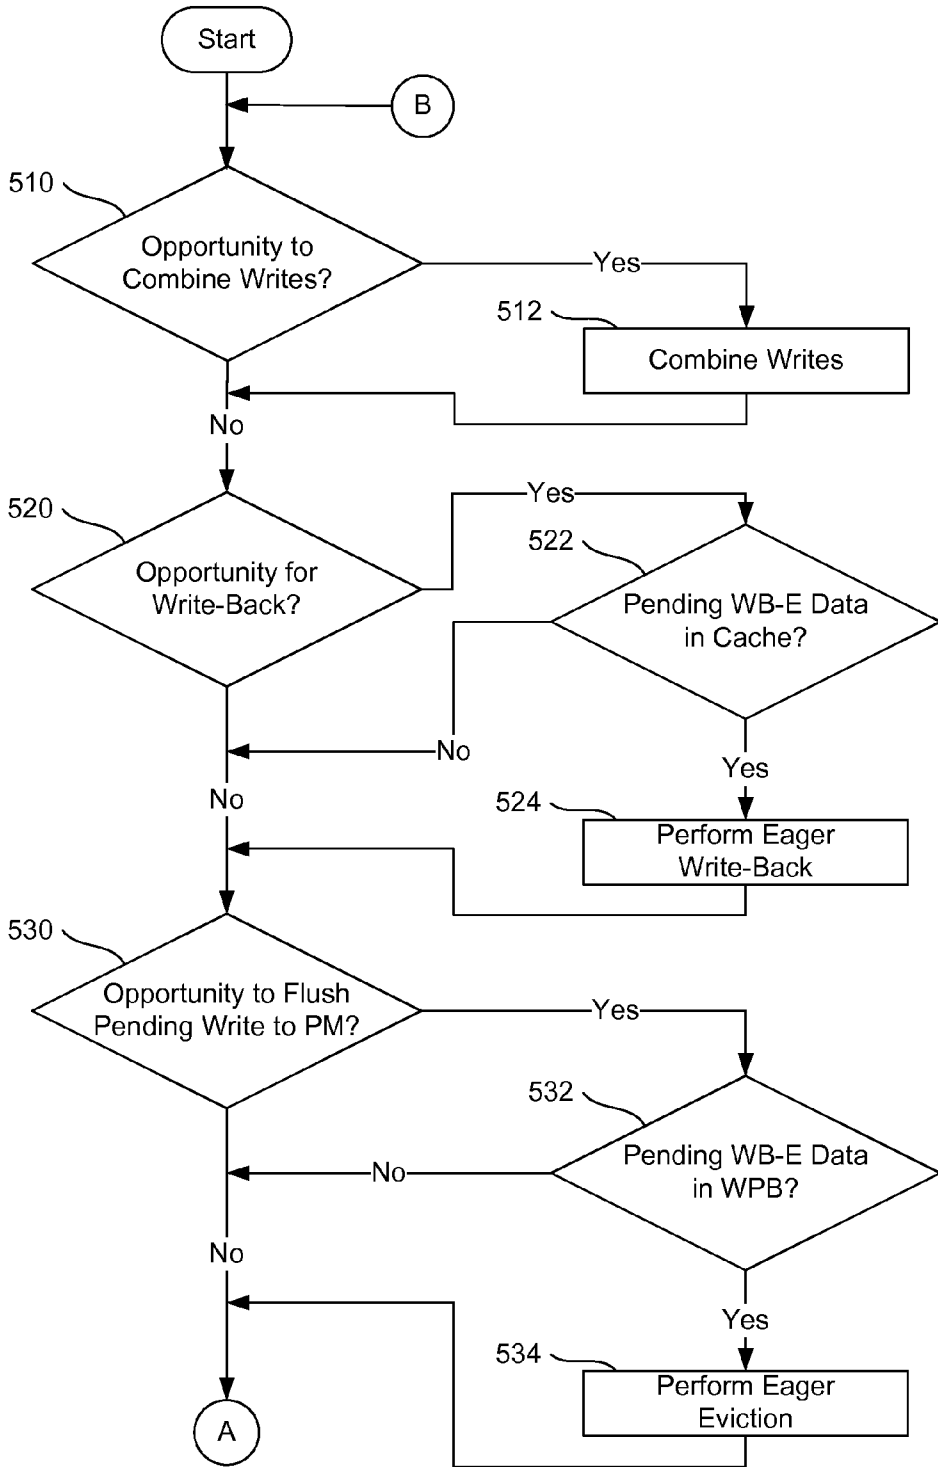 Start
B
510
Opportunity to
Combine Writes?
Yes
512
Combine Writes
No
520
Opportunity for
Write-Back?
Yes
522
Pending WB-E Data
in Cache?
No
Yes
No
524
Perform Eager
Write-Back
530
Opportunity to Flush
Pending Write to PM?
Yes
532
Pending WB-E Data
in WPB?
No
No
Yes
534
Perform Eager
Eviction
A